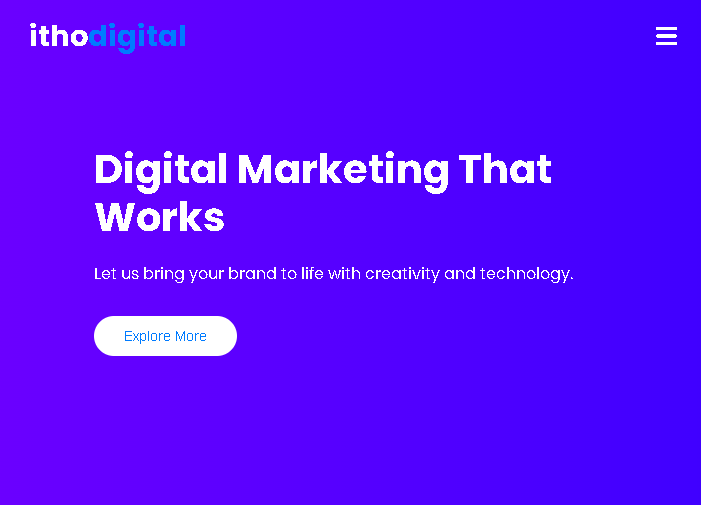 ithodigital
Digital Marketing That
Works
Let us bring your brand to life with creativity and technology.
Explore More